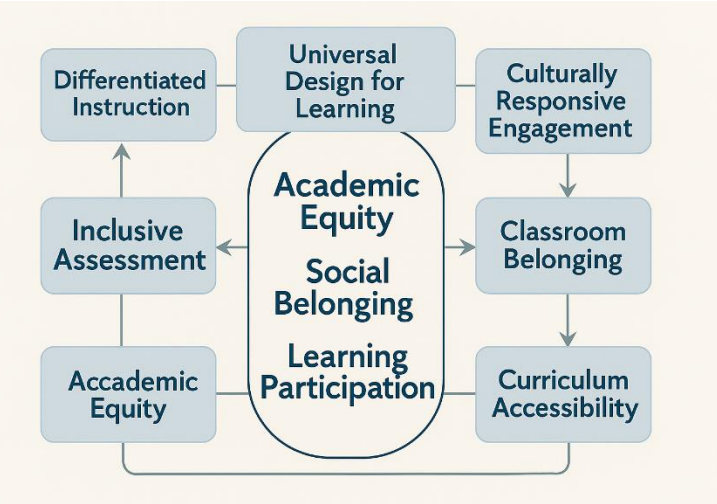 Differentiated
Instruction
Universal
Design for
Learning
Culturally
Responsive
Engagement
Academic
Equity
Social
Belonging
Learning
Participation
Inclusive
Assessment
Classroom
Belonging
Accademic
Equity
Curriculum
Accessibility